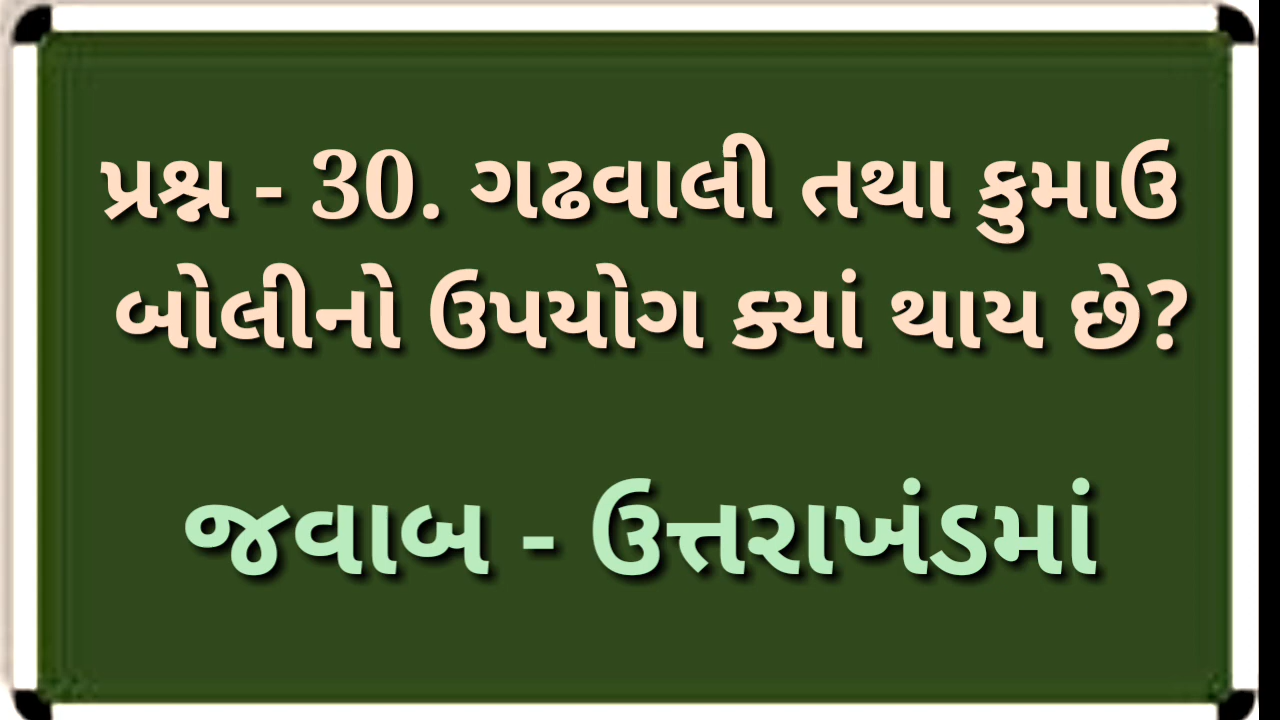 પ્રશ્ન - 30. ગઢવાલી તથા કુમાઉ
બોલીનો ઉપયોગ ક્યાં થાય છે?
જવાબ - ઉત્તરાખંડમાં